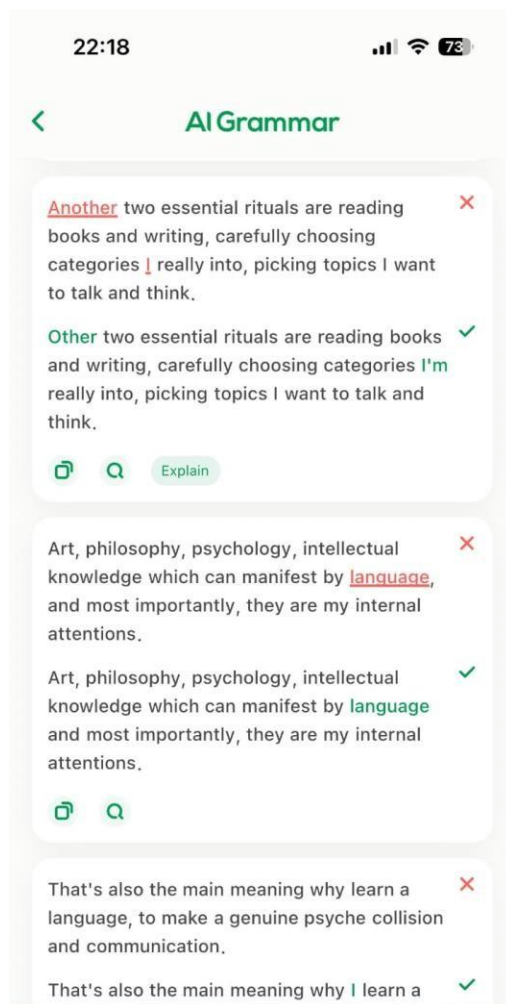 22:18
73
AI Grammar
Another two essential rituals are reading
books and writing, carefully choosing
categories I really into, picking topics I want
to talk and think.
Other two essential rituals are reading books
and writing, carefully choosing categories I'm
really into, picking topics I want to talk and
think.
Explain
Art, philosophy, psychology, intellectual
knowledge which can manifest by language,
and most importantly, they are my internal
attentions.
Art, philosophy, psychology, intellectual
knowledge which can manifest by language
and most importantly, they are my internal
attentions.
That's also the main meaning why learn a
language, to make a genuine psyche collision
and communication.
That's also the main meaning why I learn a